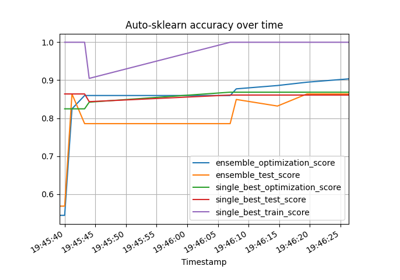 Auto-sklearn accuracy over time
1.0
0.9
0.8
0.7
0.6
ensemble_optimization_score
ensemble_test_score
single_best_optimization_score
single_best_test_score
single_best_train_score
19:45:40
19:45:45
19:45:50
19:45:55
19:46:00
19:46:05
19:46:10
19:46:15
19:46:20
19:46:25
Timestamp